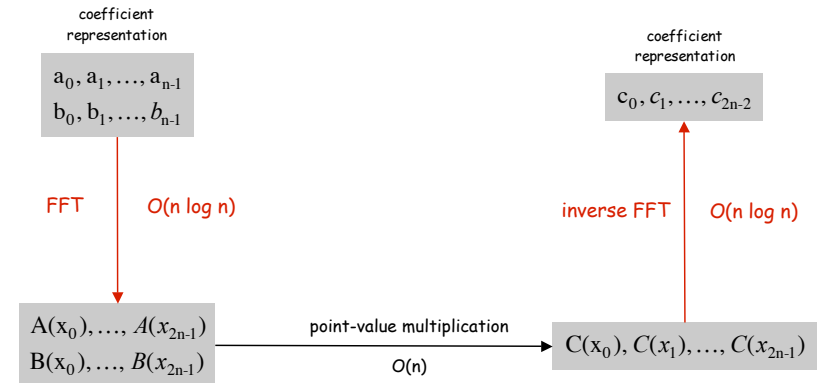 coefficient
representation
a₀, a₁, …, aₙ₋₁
b₀, b₁, …, bₙ₋₁
FFT
O(n log n)
A(x₀), …, A(x₂ₙ₋₁)
B(x₀), …, B(x₂ₙ₋₁)
point-value multiplication
O(n)
coefficient
representation
c₀, c₁, …, c₂ₙ₋₂
inverse FFT
O(n log n)
C(x₀), C(x₁), …, C(x₂ₙ₋₁)